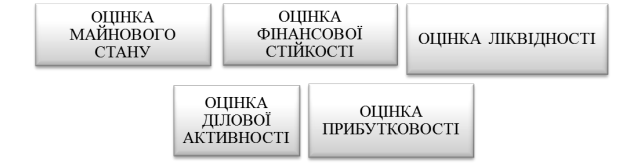 ОЦІНКА
МАЙНОВОГО
СТАНУ
ОЦІНКА
ФІНАНСОВОЇ
СТІЙКОСТІ
ОЦІНКА ЛІКВІДНОСТІ
ОЦІНКА
ДІЛОВОЇ
АКТИВНОСТІ
ОЦІНКА
ПРИБУТКОВОСТІ